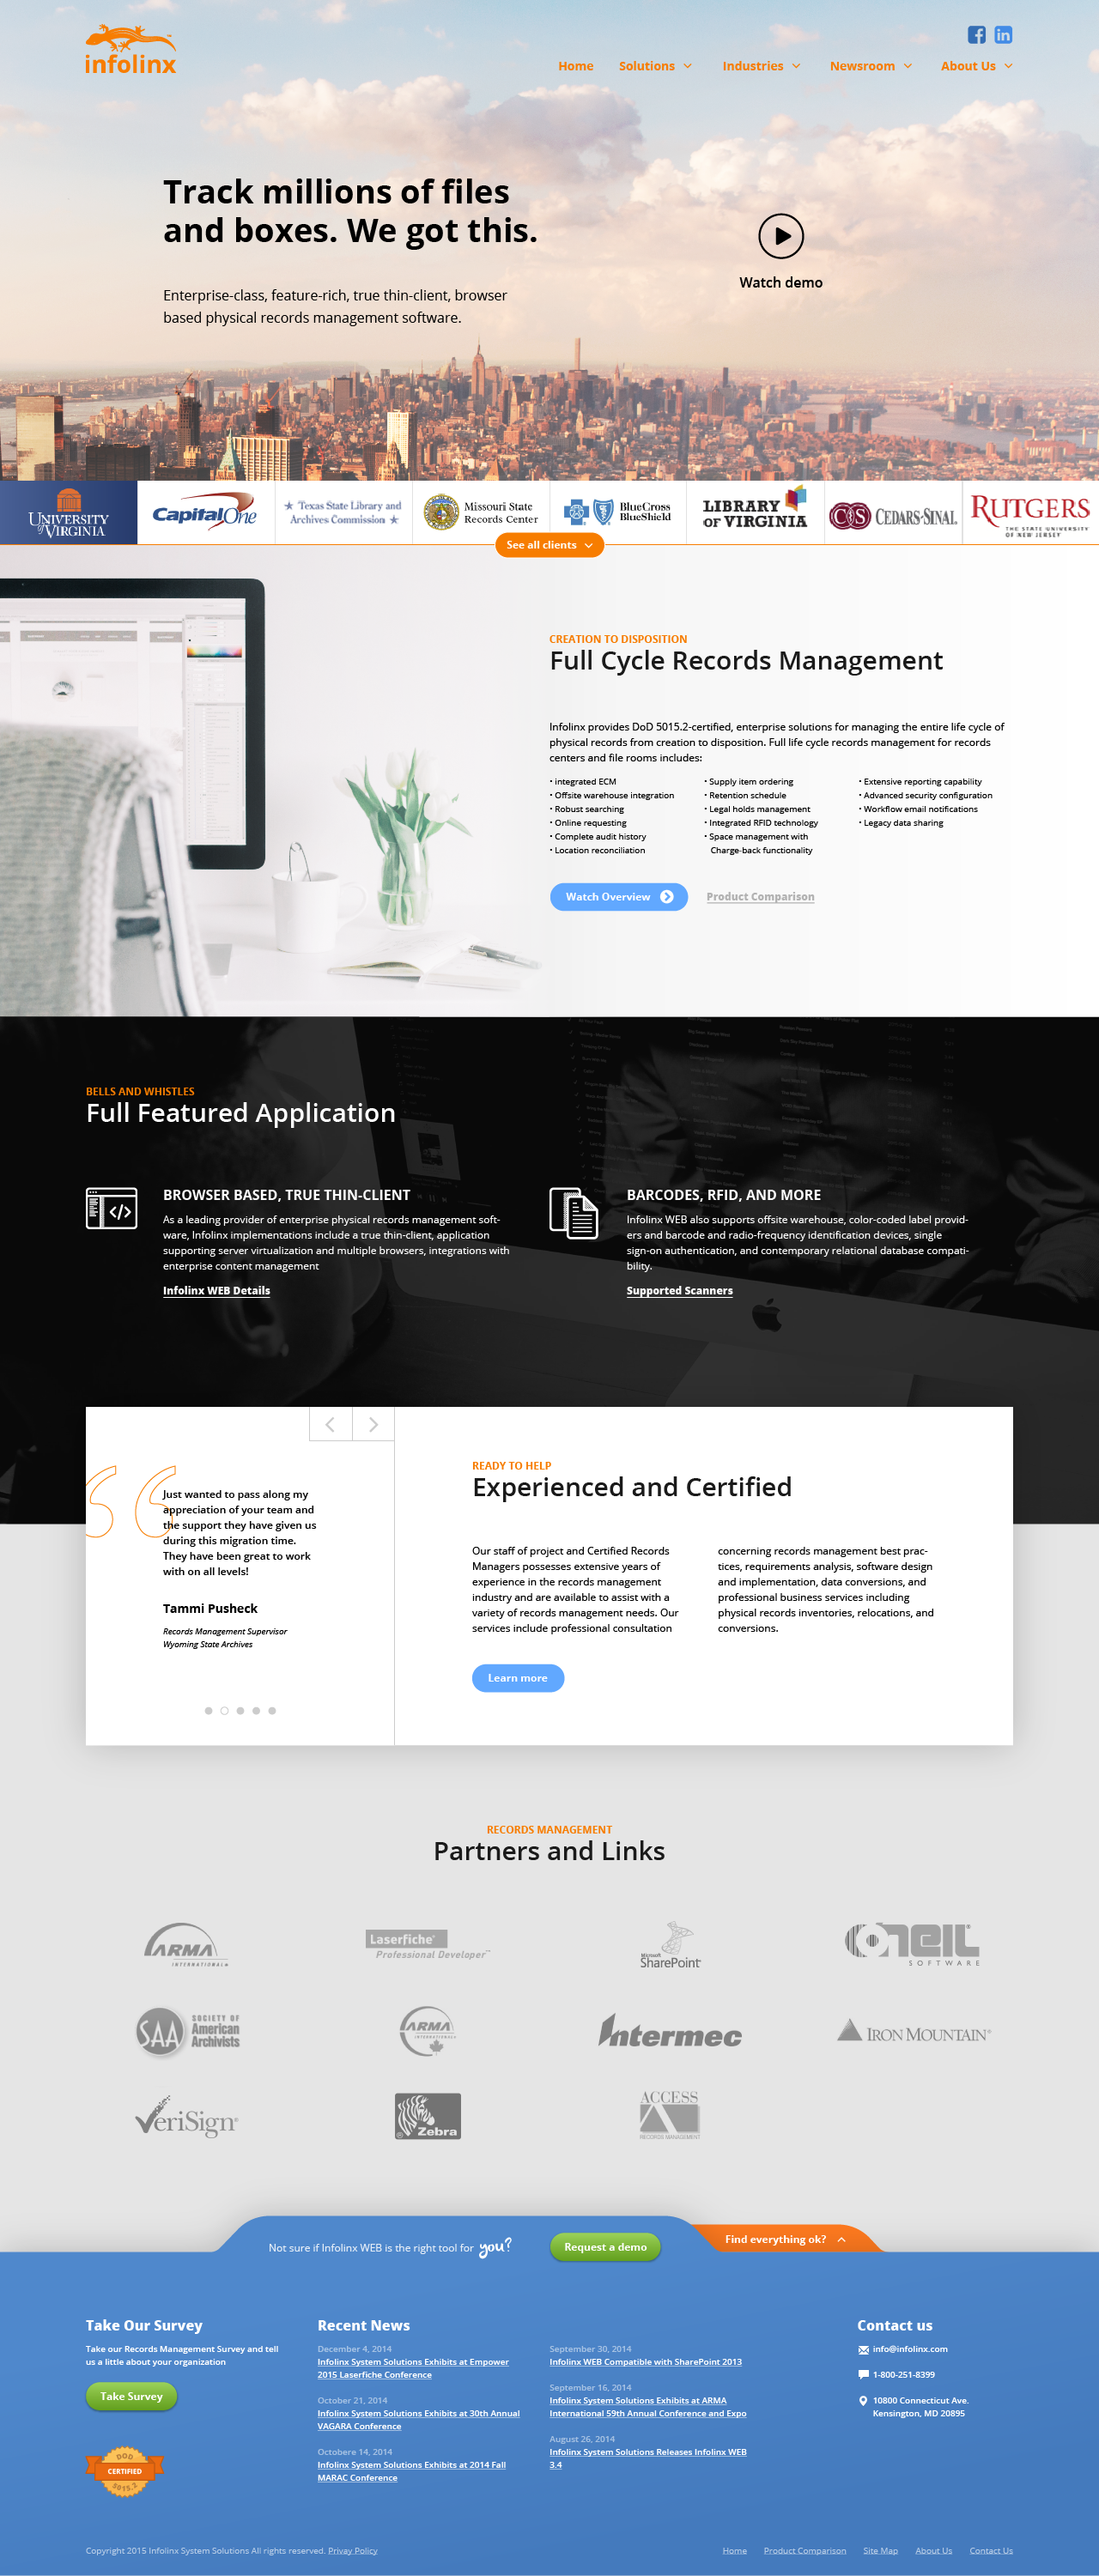 infolinx
Home Solutions Industries Newsroom About Us
Track millions of files
and boxes. We got this.
Watch demo
Enterprise-class, feature-rich, true thin-client, browser
based physical records management software.
UNIVERSITY
of VIRGINIA
CapitalOne
Texas State Library and
Archives Commission
Missouri State
Records Center
BlueCross
BlueShield
LIBRARY
OF VIRGINIA
CEDARS-SINAI.
RUTGERS
THE STATE UNIVERSITY
OF NEW JERSEY
See all clients
CREATION TO DISPOSITION
Full Cycle Records Management
Infolinx provides DoD 5015.2-certified, enterprise solutions for managing the entire life cycle of
physical records from creation to disposition. Full life cycle records management for records
centers and file rooms includes:
• integrated ECM
• Offsite warehouse integration
• Robust searching
• Online requesting
• Complete audit history
• Location reconciliation
• Supply item ordering
• Retention schedule
• Legal holds management
• Integrated RFID technology
• Space management with
Charge-back functionality
• Extensive reporting capability
• Advanced security configuration
• Workflow email notifications
• Legacy data sharing
Watch Overview
Product Comparison
BELLS AND WHISTLES
Full Featured Application
BROWSER BASED, TRUE THIN-CLIENT
As a leading provider of enterprise physical records management soft-
ware, Infolinx implementations include a true thin-client, application
supporting server virtualization and multiple browsers, integrations with
enterprise content management
Infolinx WEB Details
BARCODES, RFID, AND MORE
Infolinx WEB also supports offsite warehouse, color-coded label provid-
ers and barcode and radio-frequency identification devices, single
sign-on authentication, and contemporary relational database compati-
bility.
Supported Scanners
“
Just wanted to pass along my
appreciation of your team and
the support they have given us
during this migration time.
They have been great to work
with on all levels!
Tammi Pusheck
Records Management Supervisor
Wyoming State Archives
READY TO HELP
Experienced and Certified
Our staff of project and Certified Records
Managers possesses extensive years of
experience in the records management
industry and are available to assist with a
variety of records management needs. Our
services include professional consultation
concerning records management best prac-
tices, requirements analysis, software design
and implementation, data conversions, and
professional business services including
physical records inventories, relocations, and
conversions.
Learn more
RECORDS MANAGEMENT
Partners and Links
ARMA
INTERNATIONAL
Laserfiche®
Professional Developer™
Microsoft
SharePoint
ONEIL
SOFTWARE
SAA
SOCIETY OF
American
Archivists
ARMA
INTERNATIONAL
Intermec
IRON MOUNTAIN®
VeriSign®
Zebra
ACCESS
RECORDS MANAGEMENT
Not sure if Infolinx WEB is the right tool for you?
Request a demo
Find everything ok?
Take Our Survey
Take our Records Management Survey and tell
us a little about your organization
Take Survey
DOD
CERTIFIED
5015.2
Recent News
December 4, 2014
Infolinx System Solutions Exhibits at Empower
2015 Laserfiche Conference
October 21, 2014
Infolinx System Solutions Exhibits at 30th Annual
VAGARA Conference
Octobere 14, 2014
Infolinx System Solutions Exhibits at 2014 Fall
MARAC Conference
September 30, 2014
Infolinx WEB Compatible with SharePoint 2013
September 16, 2014
Infolinx System Solutions Exhibits at ARMA
International 59th Annual Conference and Expo
August 26, 2014
Infolinx System Solutions Releases Infolinx WEB
3.4
Contact us
info@infolinx.com
1-800-251-8399
10800 Connecticut Ave.
Kensington, MD 20895
Copyright 2015 Infolinx System Solutions All rights reserved. Privay Policy
Home Product Comparison Site Map About Us Contact Us